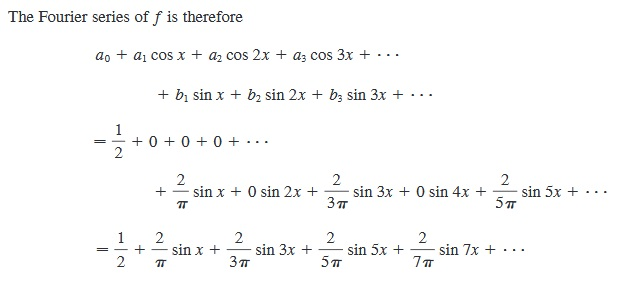 The Fourier series of f is therefore
a₀ + a₁ cos x + a₂ cos 2x + a₃ cos 3x + ···
+ b₁ sin x + b₂ sin 2x + b₃ sin 3x + ···
= 1/2 + 0 + 0 + 0 + ···
+ 2/π sin x + 0 sin 2x + 2/3π sin 3x + 0 sin 4x + 2/5π sin 5x + ···
= 1/2 + 2/π sin x + 2/3π sin 3x + 2/5π sin 5x + 2/7π sin 7x + ···